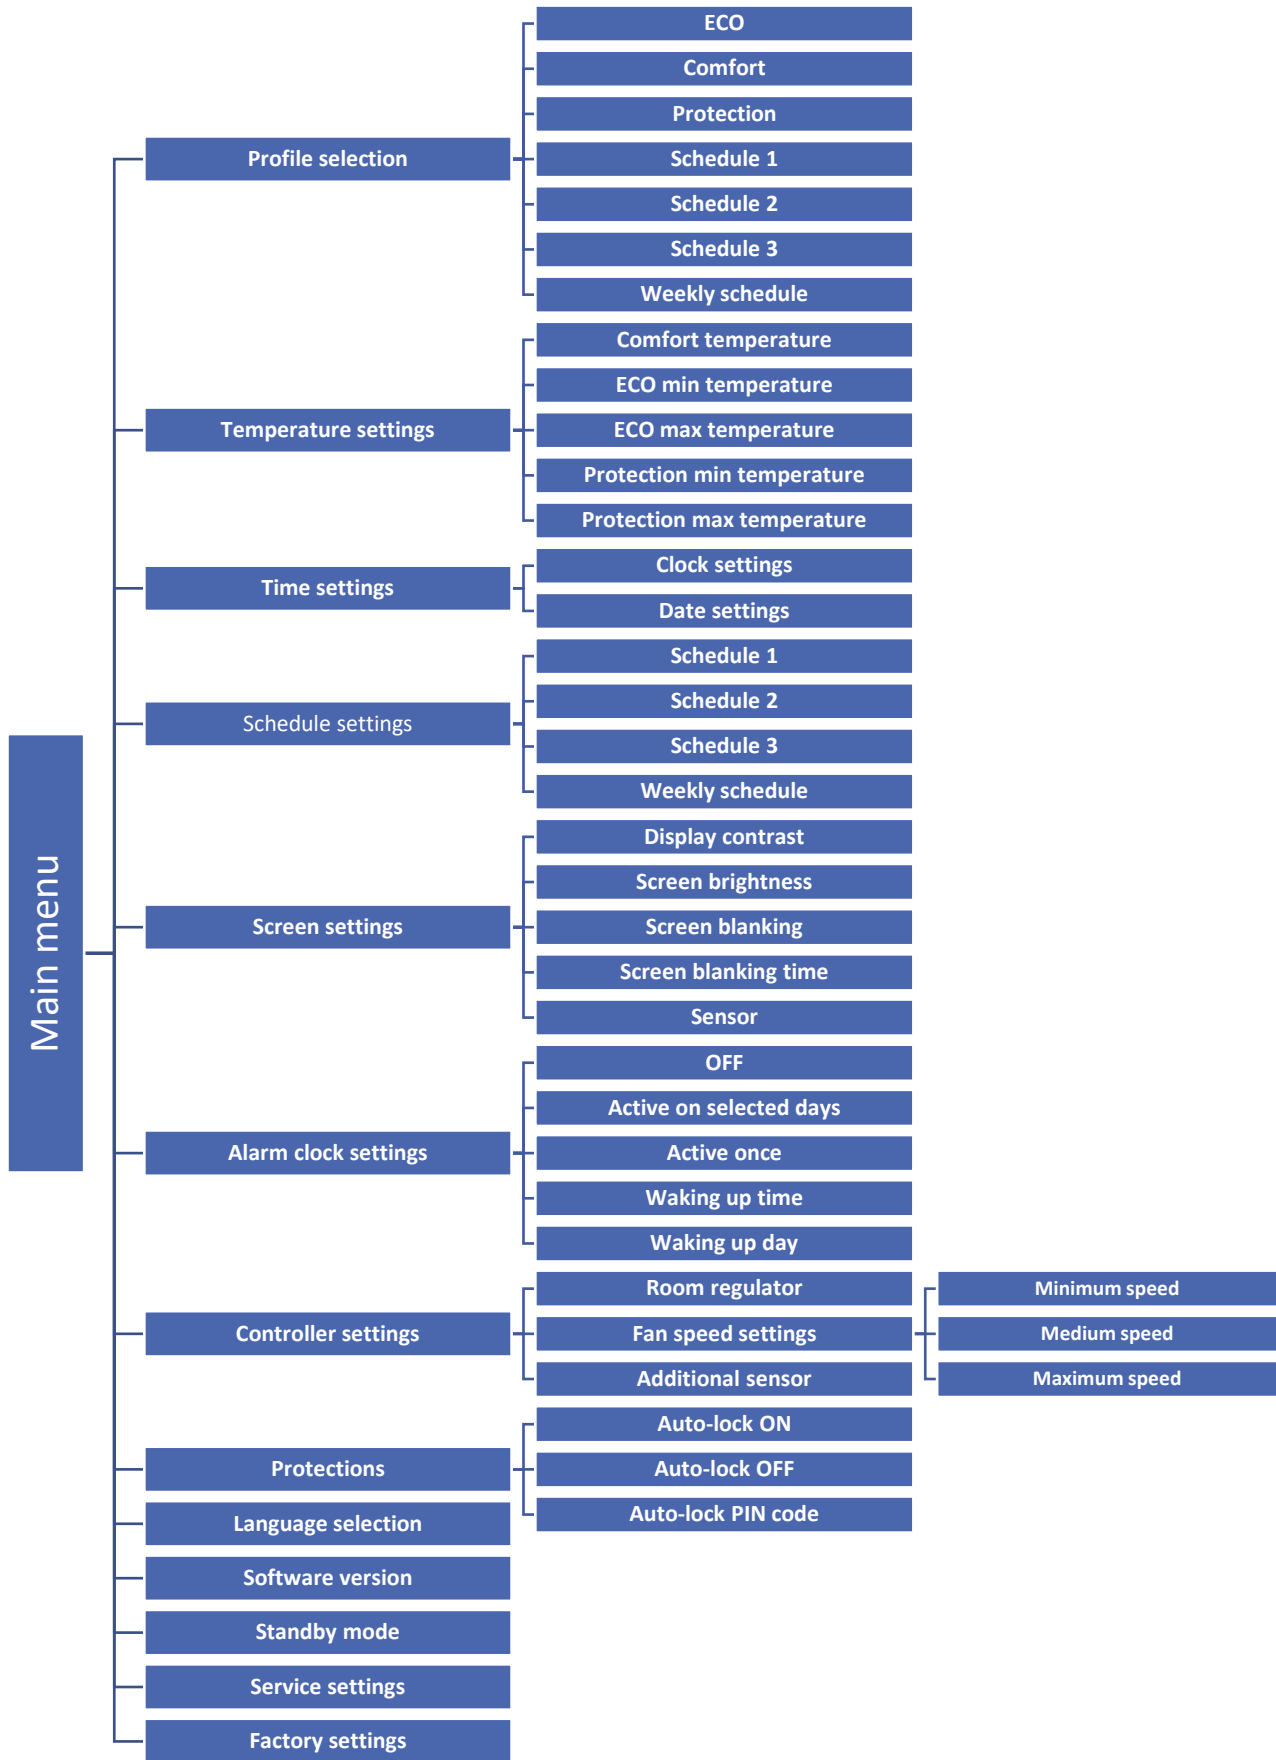 Main menu
Profile selection
ECO
Comfort
Protection
Schedule 1
Schedule 2
Schedule 3
Weekly schedule
Temperature settings
Comfort temperature
ECO min temperature
ECO max temperature
Protection min temperature
Protection max temperature
Time settings
Clock settings
Date settings
Schedule settings
Schedule 1
Schedule 2
Schedule 3
Weekly schedule
Screen settings
Display contrast
Screen brightness
Screen blanking
Screen blanking time
Sensor
Alarm clock settings
OFF
Active on selected days
Active once
Waking up time
Waking up day
Controller settings
Room regulator
Fan speed settings
Minimum speed
Medium speed
Maximum speed
Additional sensor
Protections
Auto-lock ON
Auto-lock OFF
Auto-lock PIN code
Language selection
Software version
Standby mode
Service settings
Factory settings